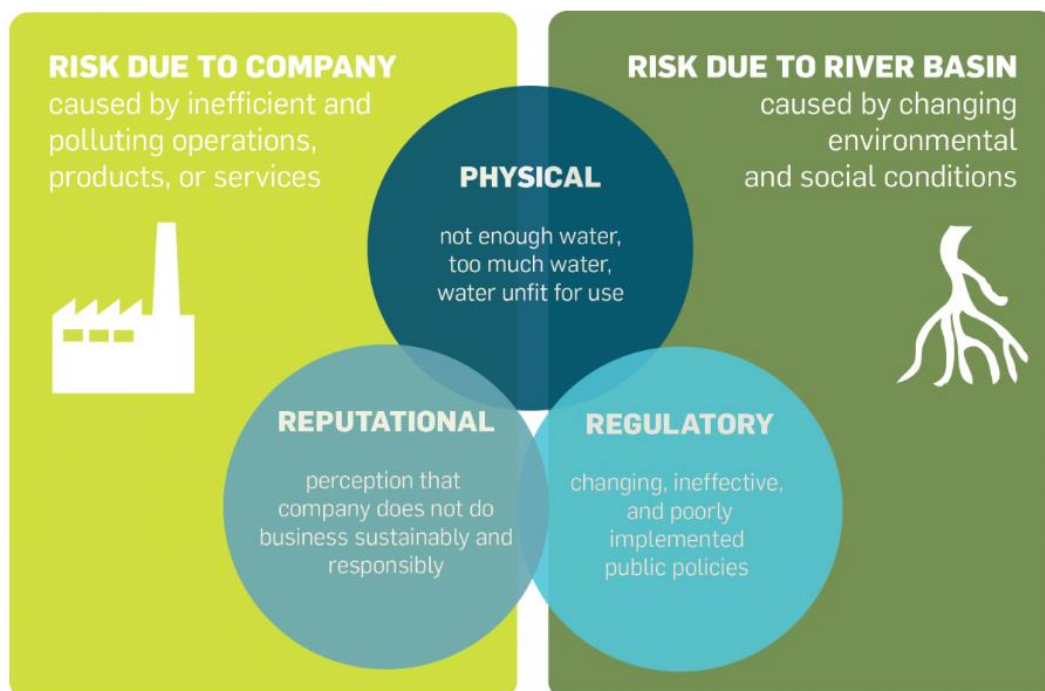 RISK DUE TO COMPANY
caused by inefficient and
polluting operations,
products, or services
RISK DUE TO RIVER BASIN
caused by changing
environmental
and social conditions
PHYSICAL
not enough water,
too much water,
water unfit for use
REPUTATIONAL
perception that
company does not do
business sustainably and
responsibly
REGULATORY
changing, ineffective,
and poorly
implemented
public policies